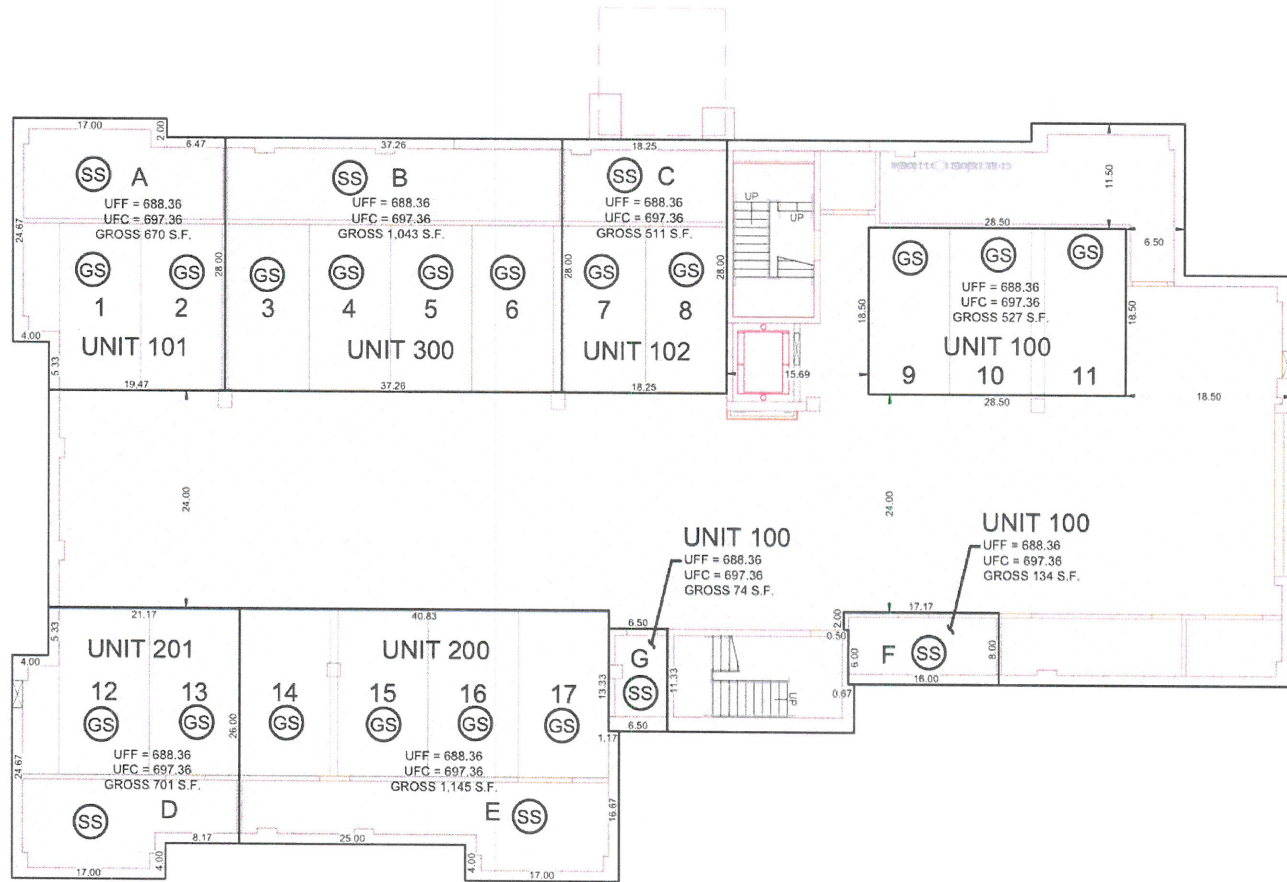 17.00
2.00
6.47
37.26
18.25
SS A
UFF = 688.36
UFC = 697.36
GROSS 670 S.F.
SS B
UFF = 688.36
UFC = 697.36
GROSS 1,043 S.F.
SS C
UFF = 688.36
UFC = 697.36
GROSS 511 S.F.
UP
UP
11.50
28.50
6.50
24.67
28.00
28.00
28.00
GS GS GS GS GS GS GS GS
1 2 3 4 5 6 7 8
UNIT 101 UNIT 300 UNIT 102
GS GS GS
UFF = 688.36
UFC = 697.36
GROSS 527 S.F.
UNIT 100
9 10 11
18.50
18.50
4.00
5.33
19.47
37.26
18.25
15.69
28.50
18.50
24.00
24.00
UNIT 100
UFF = 688.36
UFC = 697.36
GROSS 74 S.F.
UNIT 100
UFF = 688.36
UFC = 697.36
GROSS 134 S.F.
21.17
40.83
6.50
17.17
2.00
0.50
5.33
4.00
UNIT 201 UNIT 200
12 13 14 15 16 17
GS GS GS GS GS GS
G
SS
13.33
11.33
6.50
1.17
UP
0.67
F SS
6.00
8.00
16.00
26.00
UFF = 688.36
UFC = 697.36
GROSS 701 S.F.
UFF = 688.36
UFC = 697.36
GROSS 1,145 S.F.
24.67
SS D
E SS
16.67
8.17
25.00
4.00
4.00
17.00
17.00